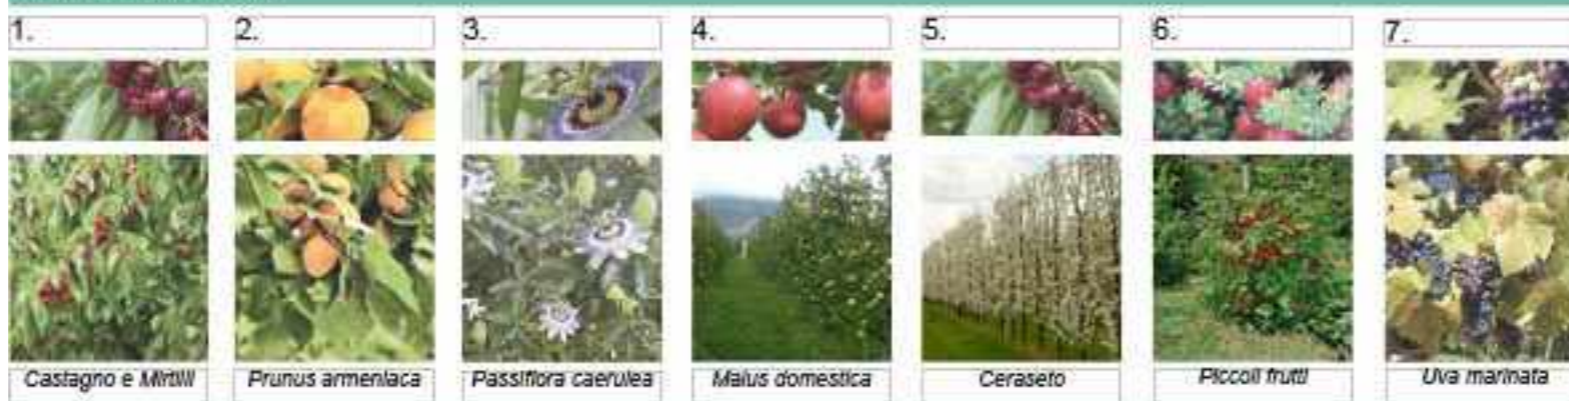 1. 2. 3. 4. 5. 6. 7.
Castagno e Mirtilli Prunus armeniaca Passiflora caerulea Malus domestica Ceraseto Piccoli frutti Uva marinata